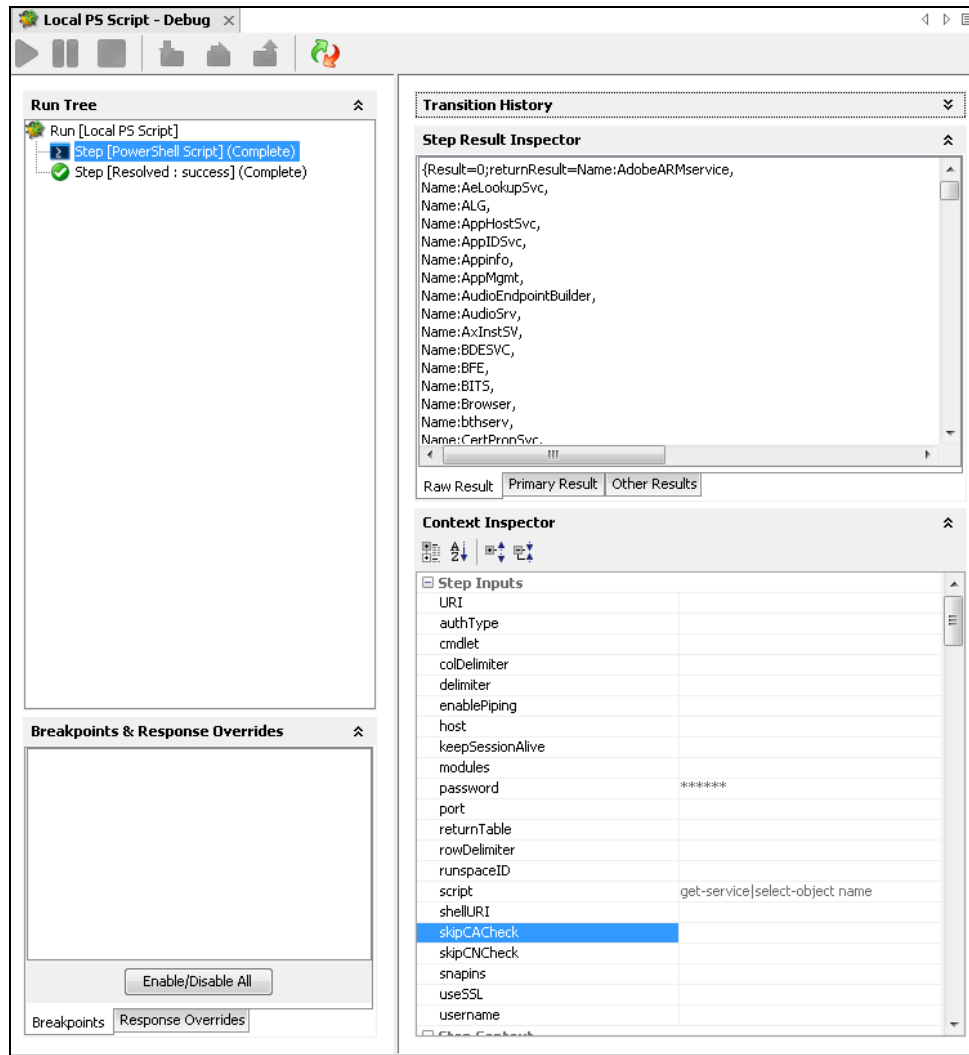 Local PS Script - Debug
Run Tree
Run [Local PS Script]
Step [PowerShell Script] (Complete)
Step [Resolved : success] (Complete)
Breakpoints & Response Overrides
Enable/Disable All
Breakpoints
Response Overrides
Transition History
Step Result Inspector
{Result=0;returnResult=Name:AdobeARMservice,
Name:AeLookupSvc,
Name:ALG,
Name:AppHostSvc,
Name:AppIDSvc,
Name:Appinfo,
Name:AppMgmt,
Name:AudioEndpointBuilder,
Name:AudioSrv,
Name:AxInstSV,
Name:BDESVC,
Name:BFE,
Name:BITS,
Name:Browser,
Name:bthserv,
Name:CertPropSvc,
Raw Result
Primary Result
Other Results
Context Inspector
Step Inputs
URI
authType
cmdlet
colDelimiter
delimiter
enablePiping
host
keepSessionAlive
modules
password ******
port
returnTable
rowDelimiter
runspaceID
script get-service|select-object name
shellURI
skipCACheck
skipCNCheck
snapins
useSSL
username
Step Context